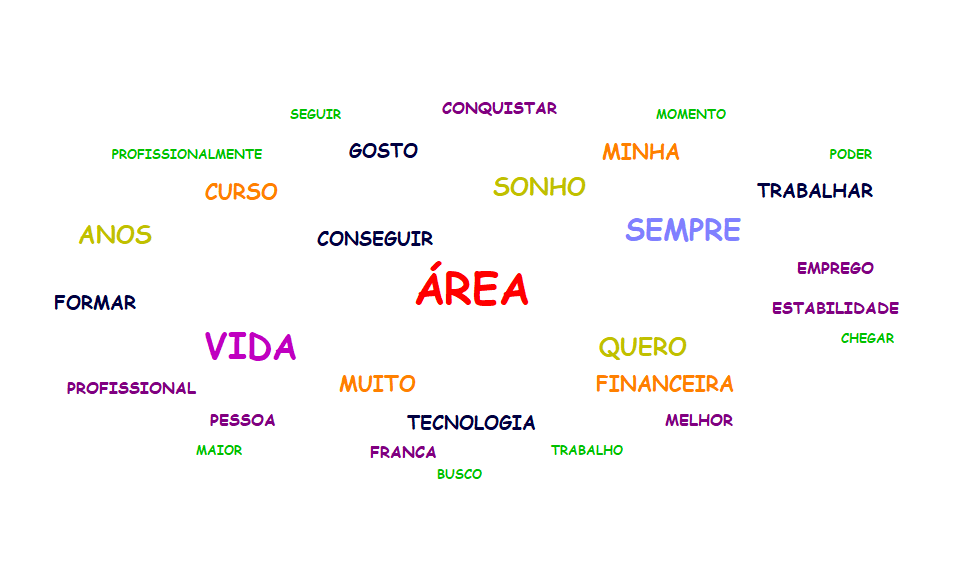 SEGUIR
CONQUISTAR
MOMENTO
PROFISSIONALMENTE
GOSTO
MINHA
PODER
CURSO
SONHO
TRABALHAR
ANOS
CONSEGUIR
SEMPRE
EMPREGO
FORMAR
ÁREA
ESTABILIDADE
CHEGAR
VIDA
QUERO
PROFISSIONAL
MUITO
FINANCEIRA
PESSOA
TECNOLOGIA
MELHOR
MAIOR
FRANCA
TRABALHO
BUSCO